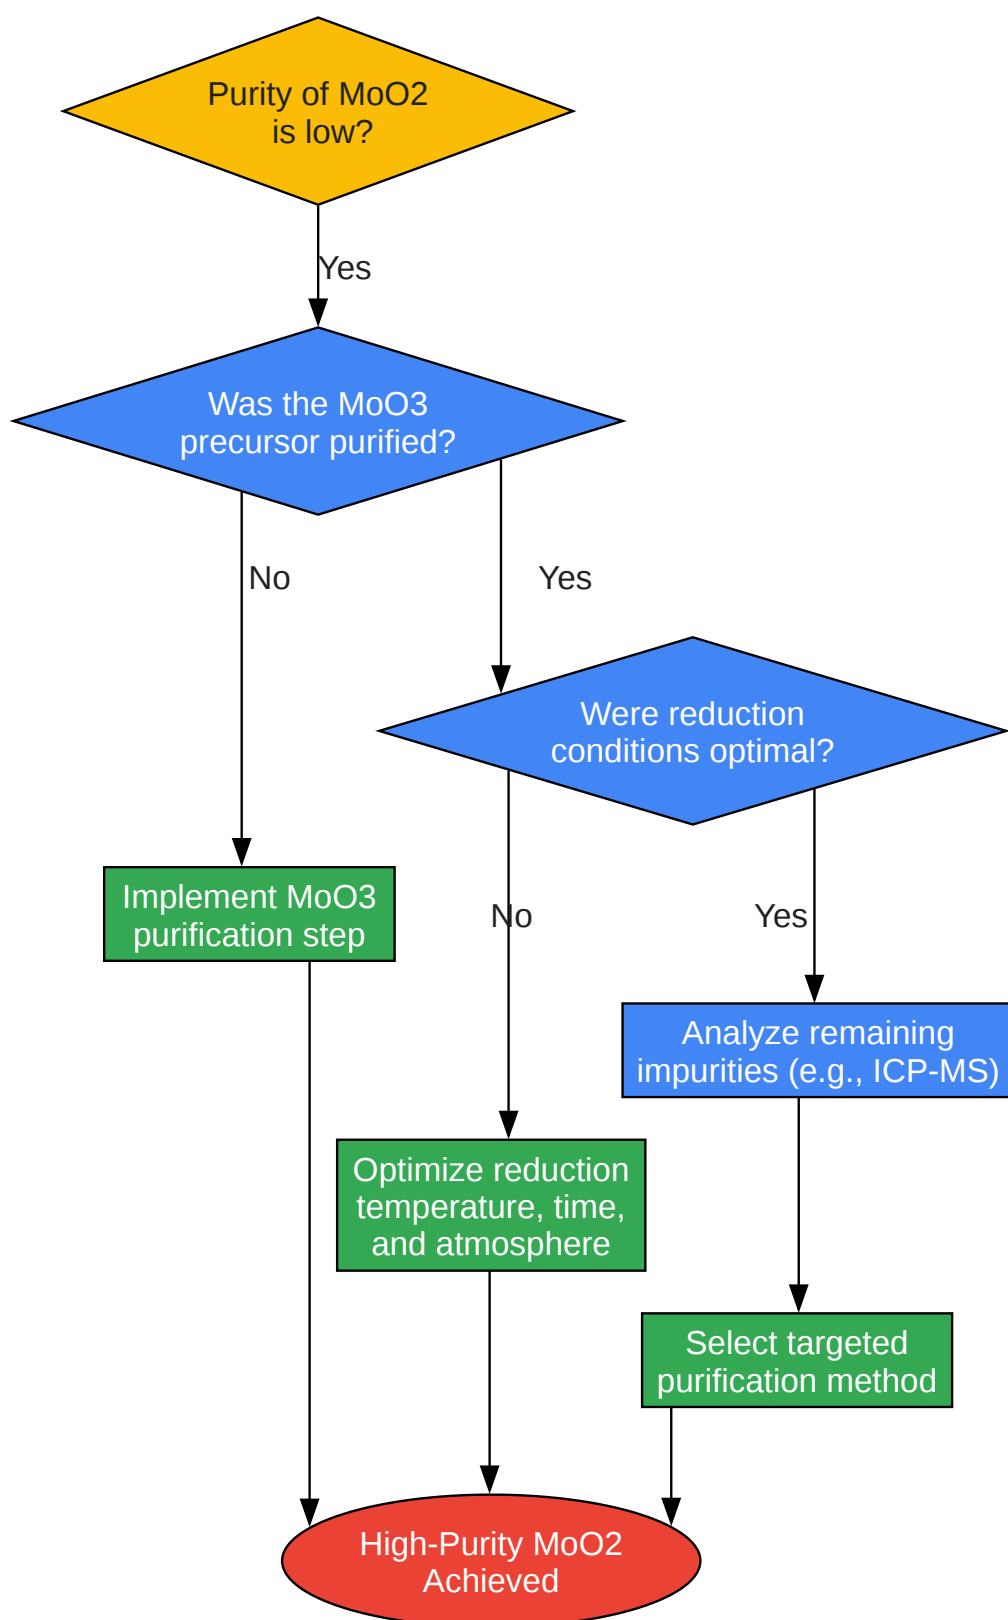 Purity of MoO2
is low?
Yes
Was the MoO3
precursor purified?
No
Yes
Were reduction
conditions optimal?
Implement MoO3
purification step
No
Yes
Analyze remaining
impurities (e.g., ICP-MS)
Optimize reduction
temperature, time,
and atmosphere
Select targeted
purification method
High-Purity MoO2
Achieved